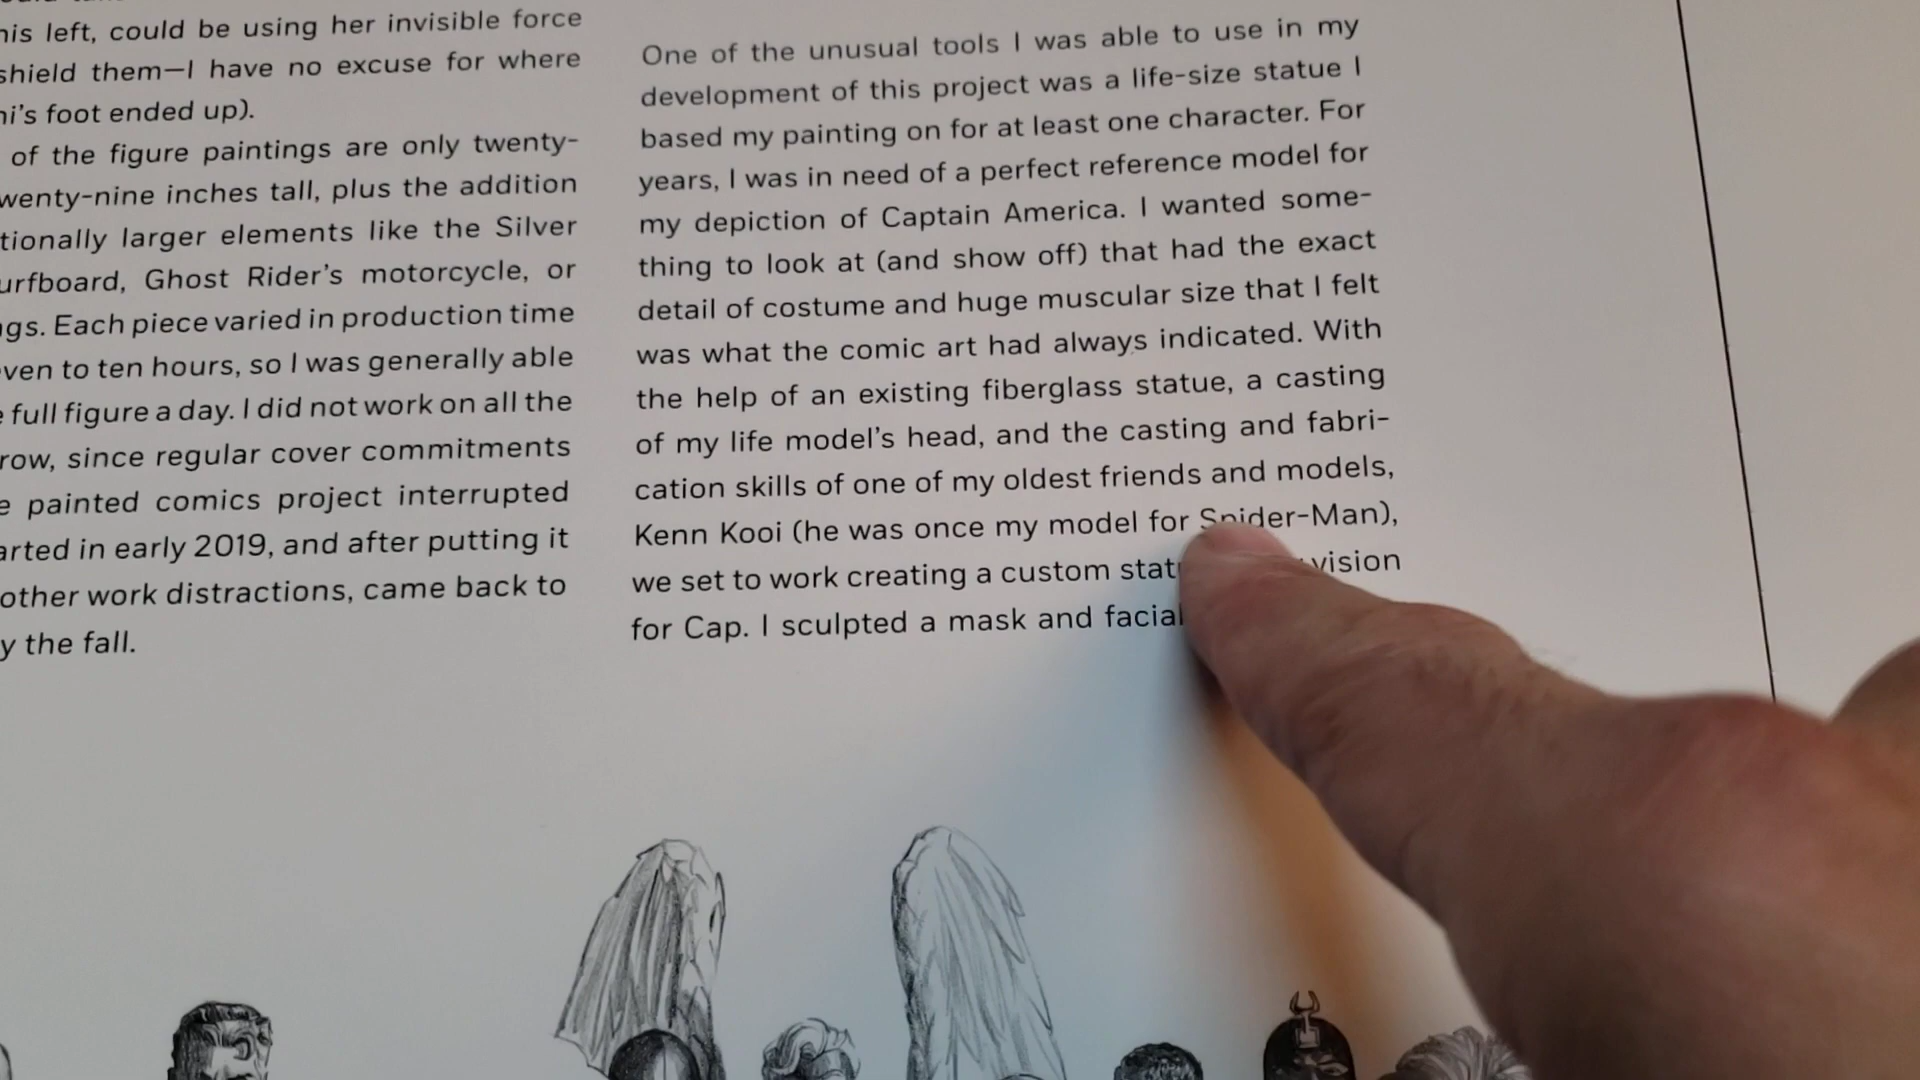 his left, could be using her invisible force
shield them—I have no excuse for where
foot ended up).
of the figure paintings are only twenty-
twenty-nine inches tall, plus the addition
larger elements like the Silver
Ghost Rider's motorcycle, or
Each piece varied in production time
to ten hours, so I was generally able
full figure a day. I did not work on all the
since regular cover commitments
painted comics project interrupted
in early 2019, and after putting it
other work distractions, came back to
the fall.
One of the unusual tools I was able to use in my
development of this project was a life-size statue I
based my painting on for at least one character. For
years, I was in need of a perfect reference model for
my depiction of Captain America. I wanted some-
thing to look at (and show off) that had the exact
detail of costume and huge muscular size that I felt
was what the comic art had always indicated. With
the help of an existing fiberglass statue, a casting
of my life model's head, and the casting and fabri-
cation skills of one of my oldest friends and models,
Kenn Kooi (he was once my model for Spider-Man),
we set to work creating a custom vision
for Cap. I sculpted a mask and facial